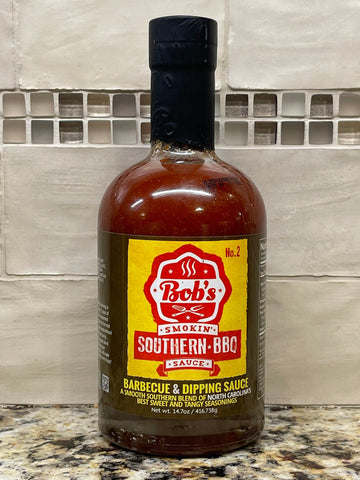 No.2
Bob's
SMOKIN'
SOUTHERN-BBQ
SAUCE
BARBECUE & DIPPING SAUCE
A SMOOTH SOUTHERN BLEND OF NORTH CAROLINA'S
BEST SWEET AND TANGY SEASONINGS
Net wt. 14.7oz / 416.738g